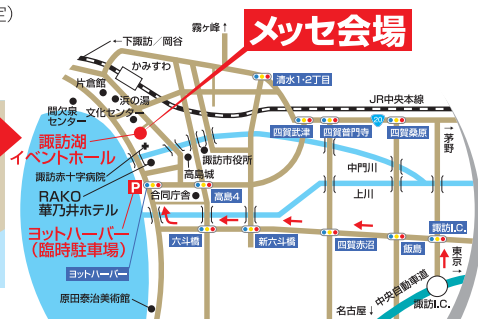 定）
霧ヶ峰↑
メッセ会場
←下諏訪／岡谷
かみすわ
片倉館
浜の湯
間欠泉
センター
文化センター
清水1・2丁目
JR中央本線
20
四賀武津
四賀普門寺
四賀桑原
→茅野
諏訪湖
イベントホール
諏訪市役所
高島城
諏訪赤十字病院
中門川
上川
RAKO
華乃井ホテル
P
合同庁舎
高島4
ヨットハーバー
（臨時駐車場）
六斗橋
新六斗橋
四賀赤沼
飯島
諏訪I.C.
ヨットハーバー
東京→
中央自動車道
原田泰治美術館
名古屋↓
諏訪I.C.